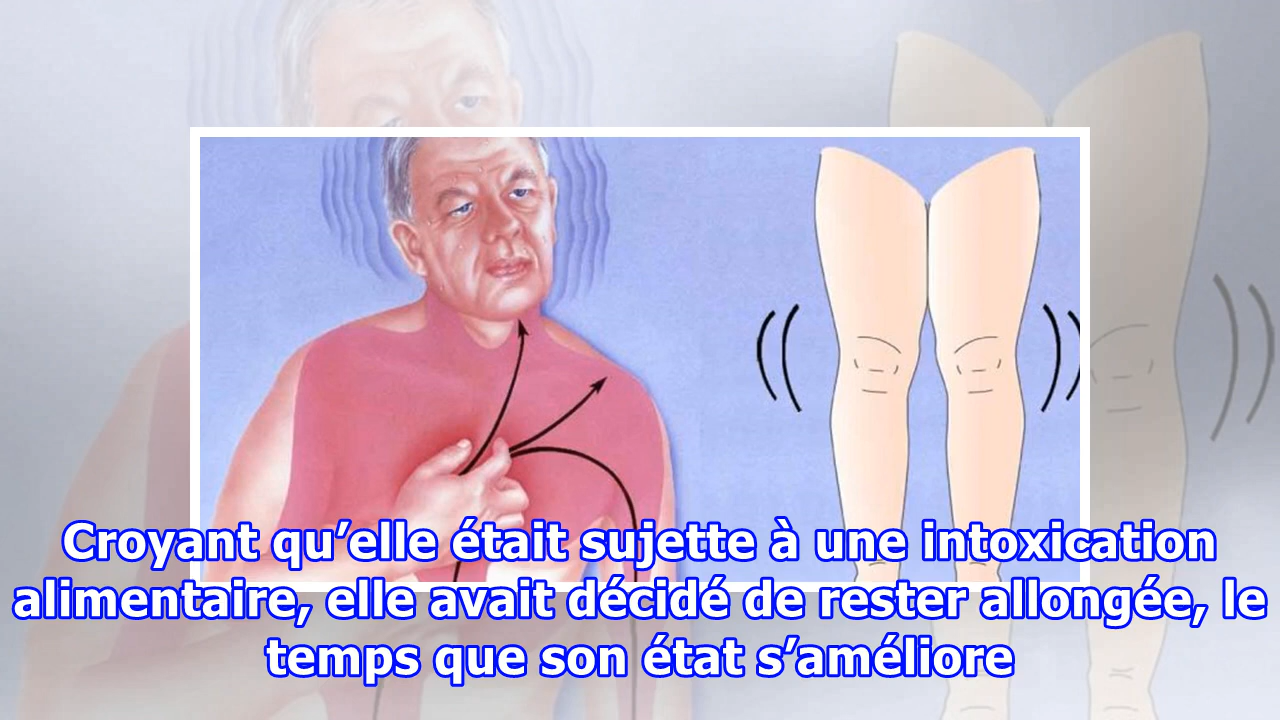 Croyant qu’elle était sujette à une intoxication
alimentaire, elle avait décidé de rester allongée, le
temps que son état s’améliore